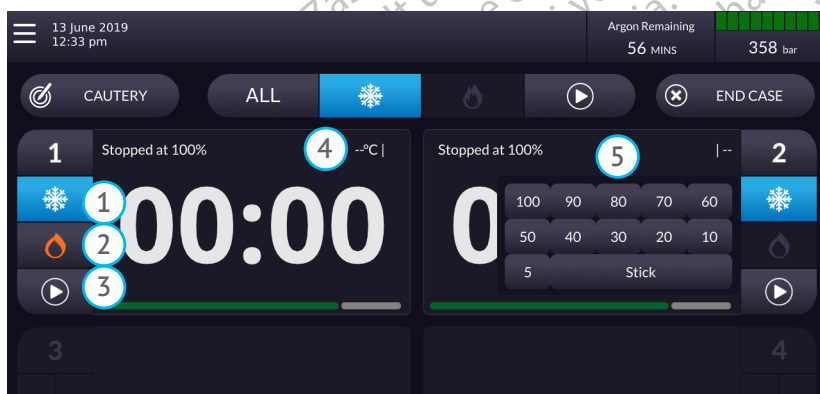 13 June 2019
12:33 pm
Argon Remaining
56 MINS
358 bar
CAUTERY
ALL
END CASE
1
Stopped at 100%
4
--°C |
Stopped at 100%
5
| --
2
1
2
3
00:00
0
100 90 80 70 60
50 40 30 20 10
5 Stick
3
4